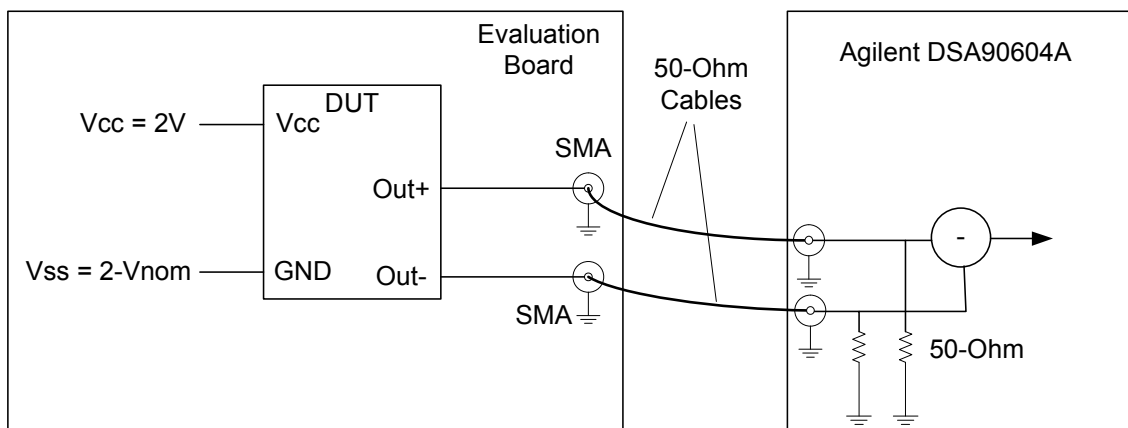 Evaluation
Board
Agilent DSA90604A
50-Ohm
Cables
DUT
Vcc = 2V
Vcc
SMA
Out+
Vss = 2-Vnom
GND
Out-
SMA
-
50-Ohm